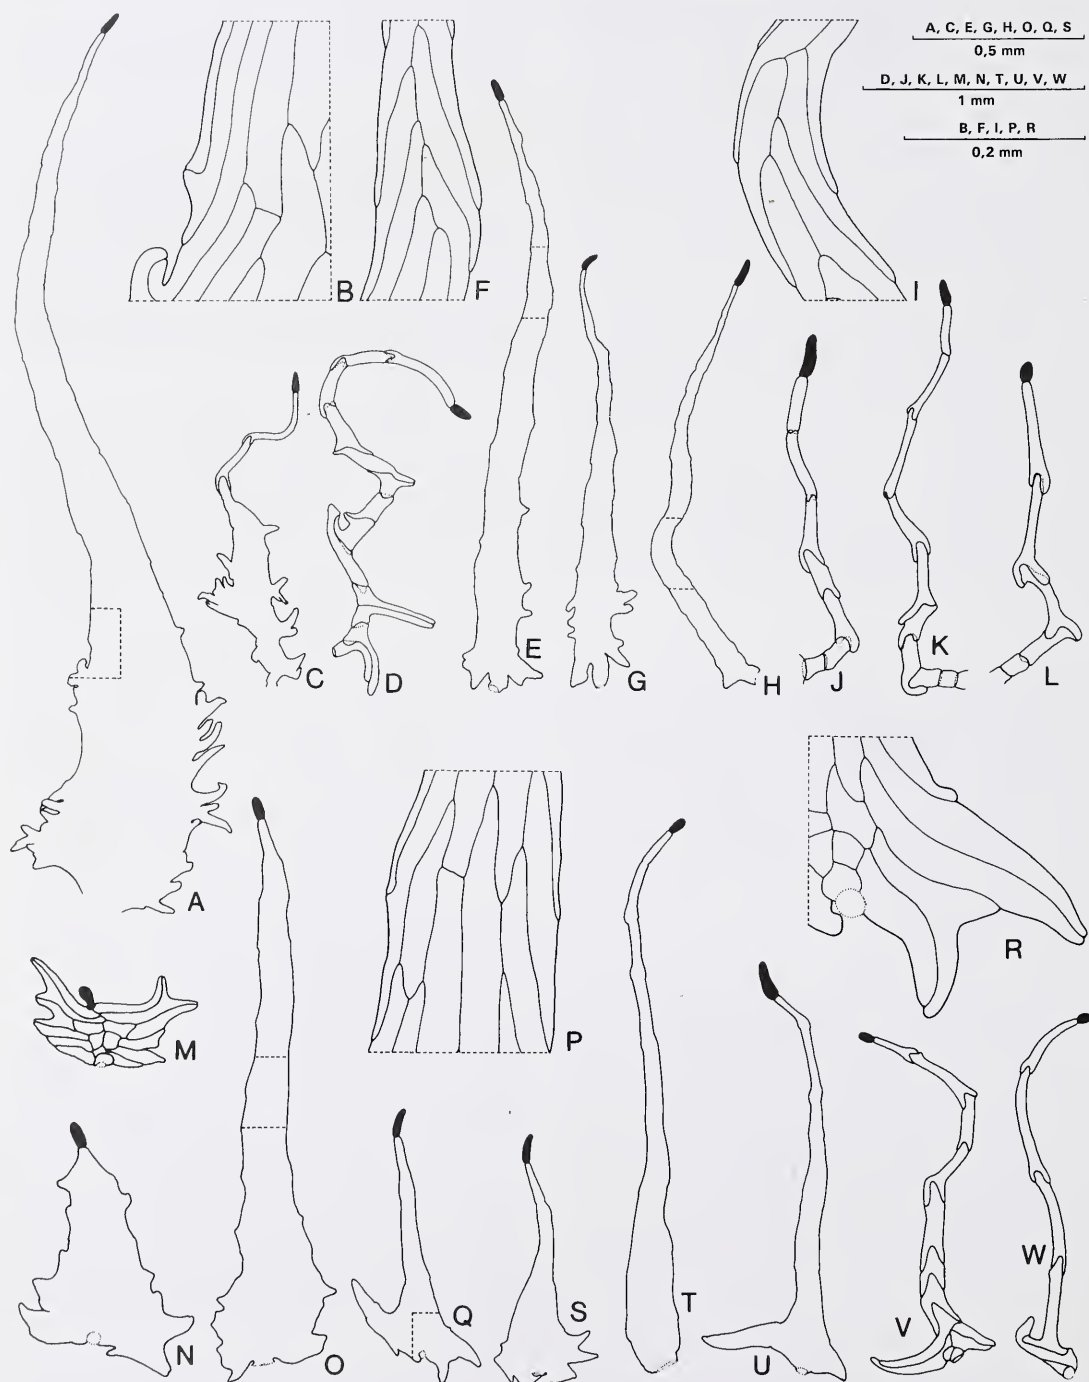 A, C, E, G, H, O, Q, S
0,5 mm
D, J, K, L, M, N, T, U, V, W
1 mm
B, F, I, P, R
0,2 mm
B
F
I
C
D
E
G
H
J
K
L
A
M
P
R
N
O
Q
S
T
U
V
W